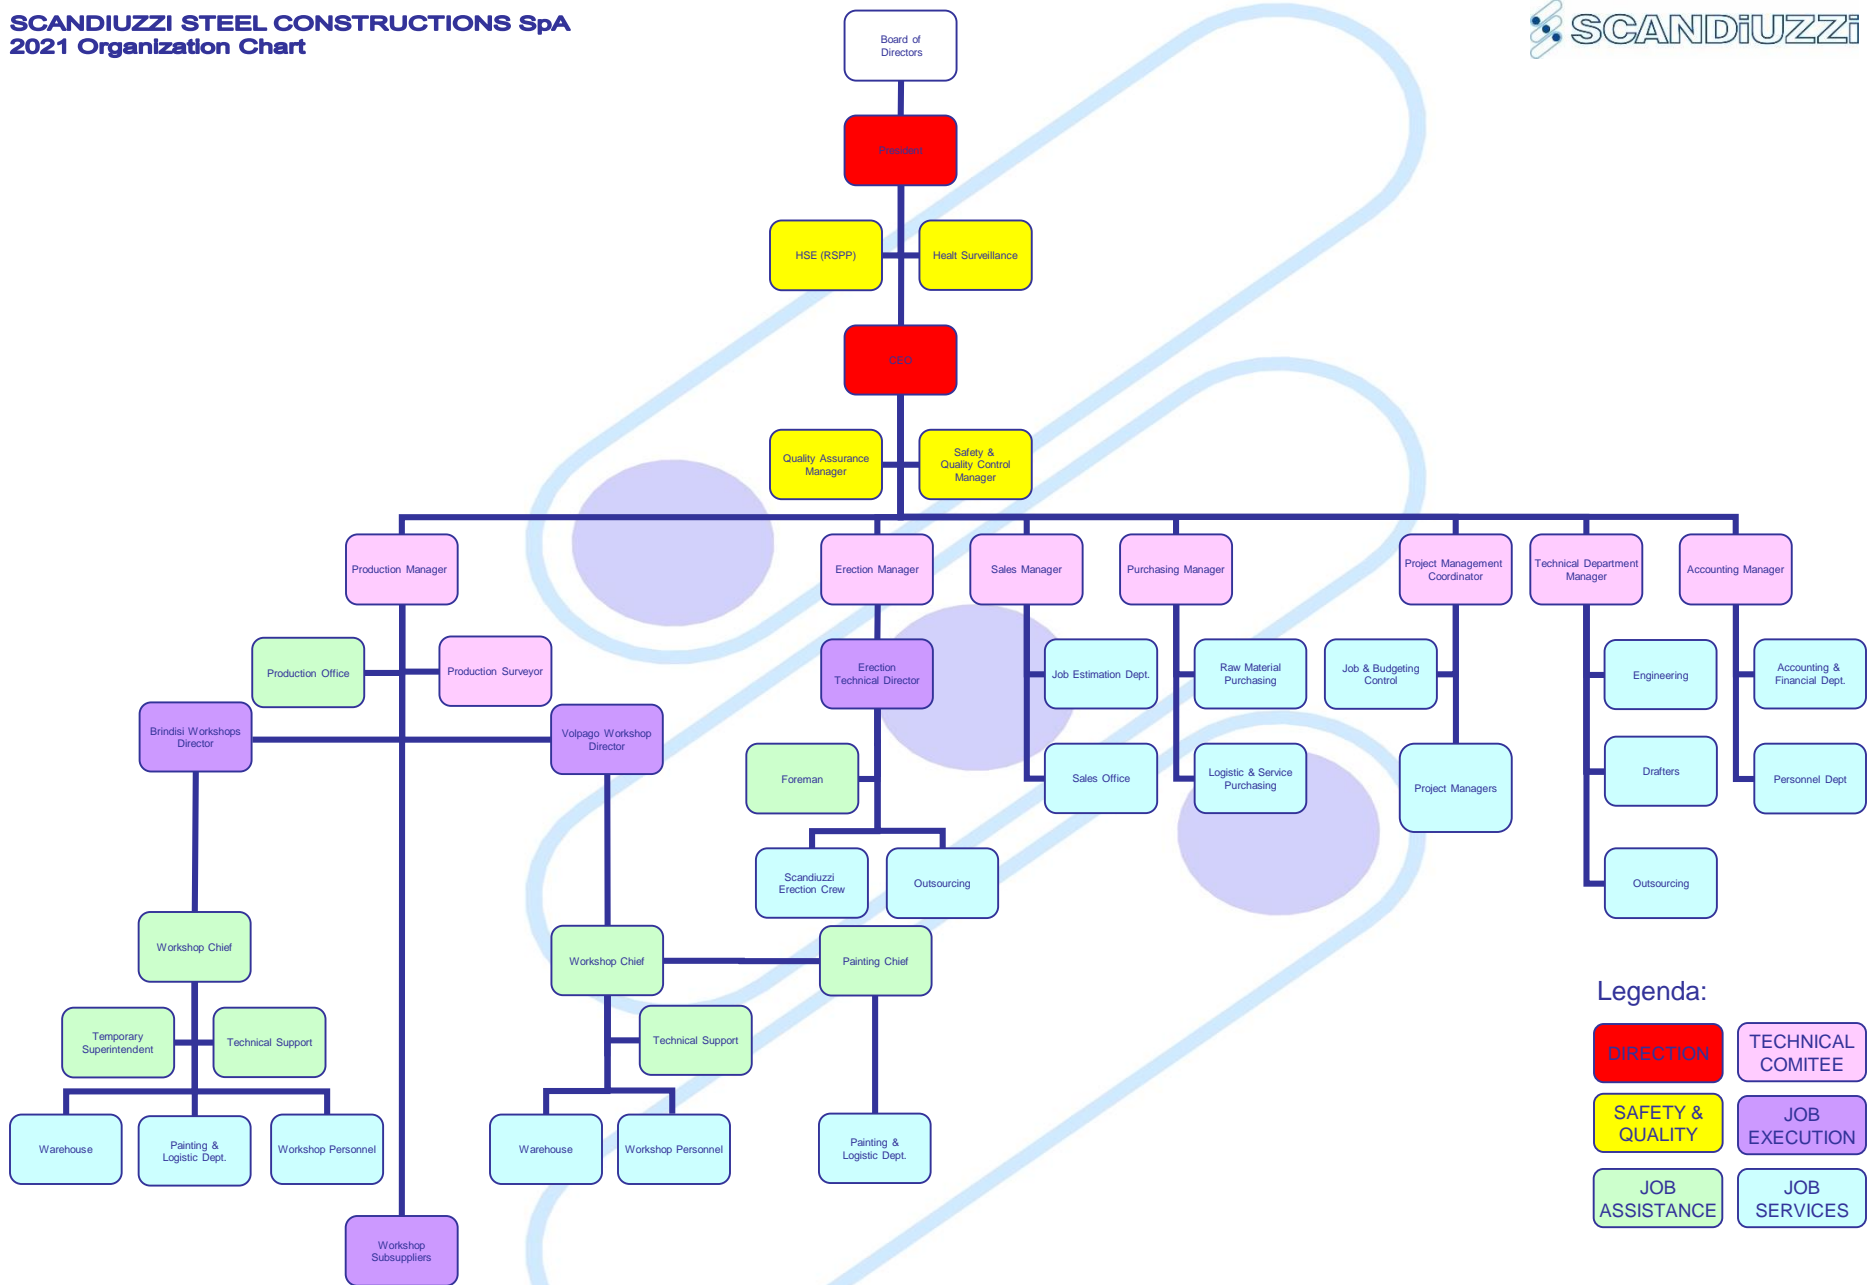 SCANDIUZZI STEEL CONSTRUCTIONS SpA
2021 Organization Chart
SCANDiUZZi
Board of
Directors
President
HSE (RSPP)
Healt Surveillance
CEO
Quality Assurance
Manager
Safety &
Quality Control
Manager
Production Manager
Erection Manager
Sales Manager
Purchasing Manager
Project Management
Coordinator
Technical Department
Manager
Accounting Manager
Production Office
Production Surveyor
Erection
Technical Director
Job Estimation Dept.
Raw Material
Purchasing
Job & Budgeting
Control
Engineering
Accounting &
Financial Dept.
Brindisi Workshops
Director
Volpago Workshop
Director
Foreman
Sales Office
Logistic & Service
Purchasing
Project Managers
Drafters
Personnel Dept
Scandiuzzi
Erection Crew
Outsourcing
Outsourcing
Workshop Chief
Workshop Chief
Painting Chief
Temporary
Superintendent
Technical Support
Technical Support
Warehouse
Painting &
Logistic Dept.
Workshop Personnel
Warehouse
Workshop Personnel
Painting &
Logistic Dept.
Workshop
Subsuppliers
Legenda:
DIRECTION
TECHNICAL
COMITEE
SAFETY &
QUALITY
JOB
EXECUTION
JOB
ASSISTANCE
JOB
SERVICES